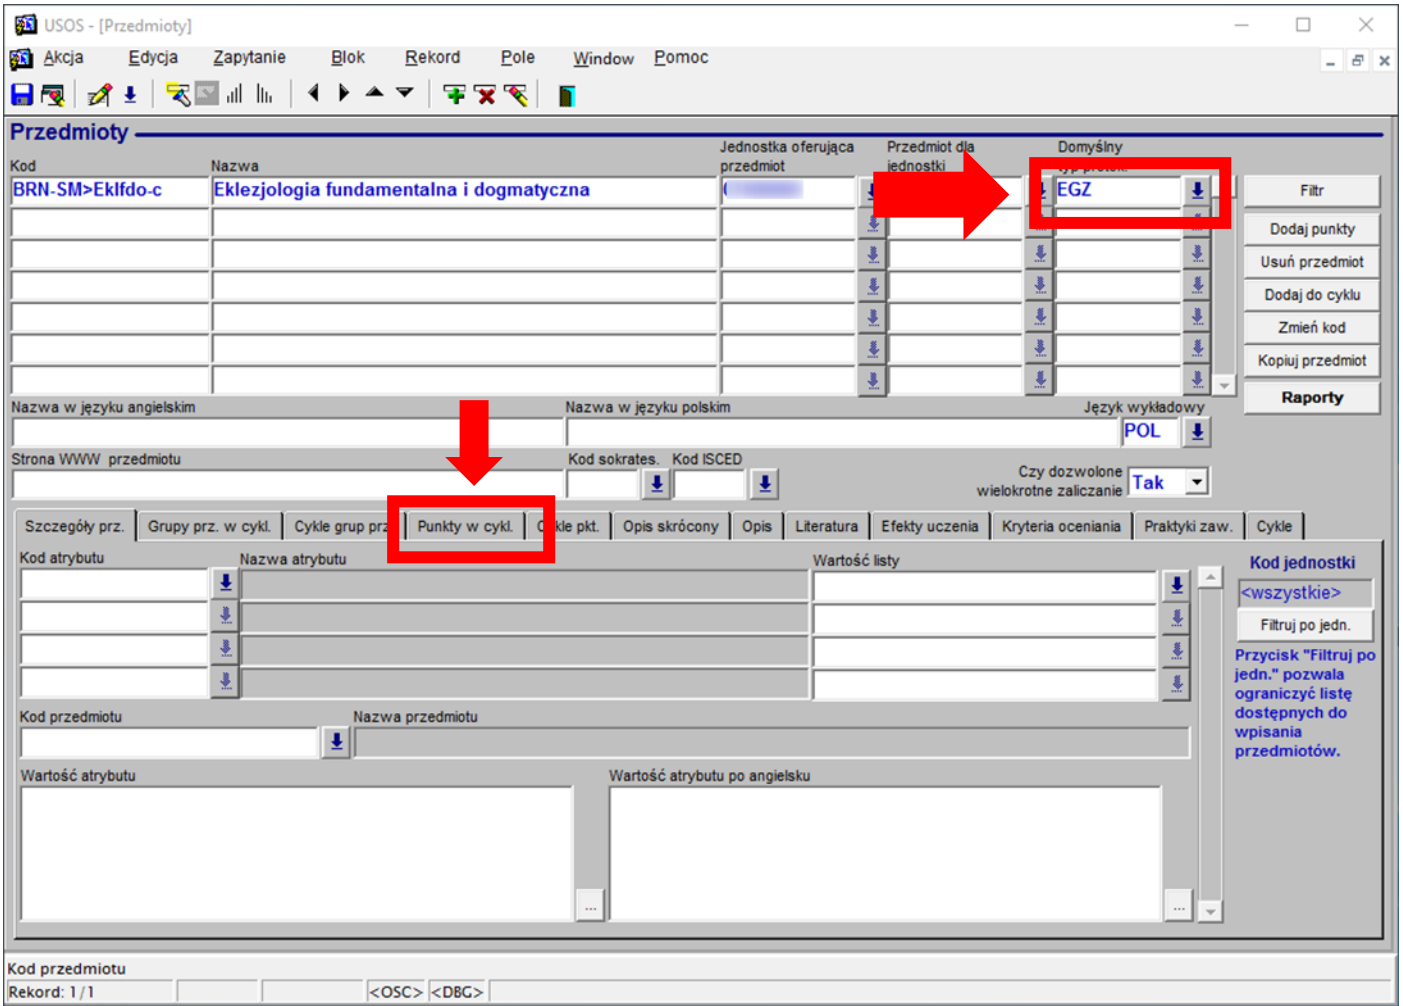 USOS - [Przedmioty]
Akcja Edycja Zapytanie Blok Rekord Pole Window Pomoc
Przedmioty
Kod Nazwa Jednostka oferująca przedmiot Przedmiot dla jednostki Domyślny typ protok.
BRN-SM>Eklfdo-c Eklezjologia fundamentalna i dogmatyczna EGZ
Filtr
Dodaj punkty
Usuń przedmiot
Dodaj do cyklu
Zmień kod
Kopiuj przedmiot
Raporty
Nazwa w języku angielskim Nazwa w języku polskim Język wykładowy
POL
Strona WWW przedmiotu Kod sokrates. Kod ISCED
Czy dozwolone wielokrotne zaliczanie Tak
Szczegóły prz. Grupy prz. w cykl. Cykle grup prz Punkty w cykl. pkt. Opis skrócony Opis Literatura Efekty uczenia Kryteria oceniania Praktyki zaw. Cykle
Kod atrybutu Nazwa atrybutu Wartość listy
Kod jednostki
<wszystkie>
Filtruj po jedn.
Przycisk "Filtruj po
jedn." pozwala
ograniczyć listę
dostępnych do
wpisania
przedmiotów.
Kod przedmiotu Nazwa przedmiotu
Wartość atrybutu Wartość atrybutu po angielsku
... ...
Kod przedmiotu
Rekord: 1/1 <OSC> <DBG>